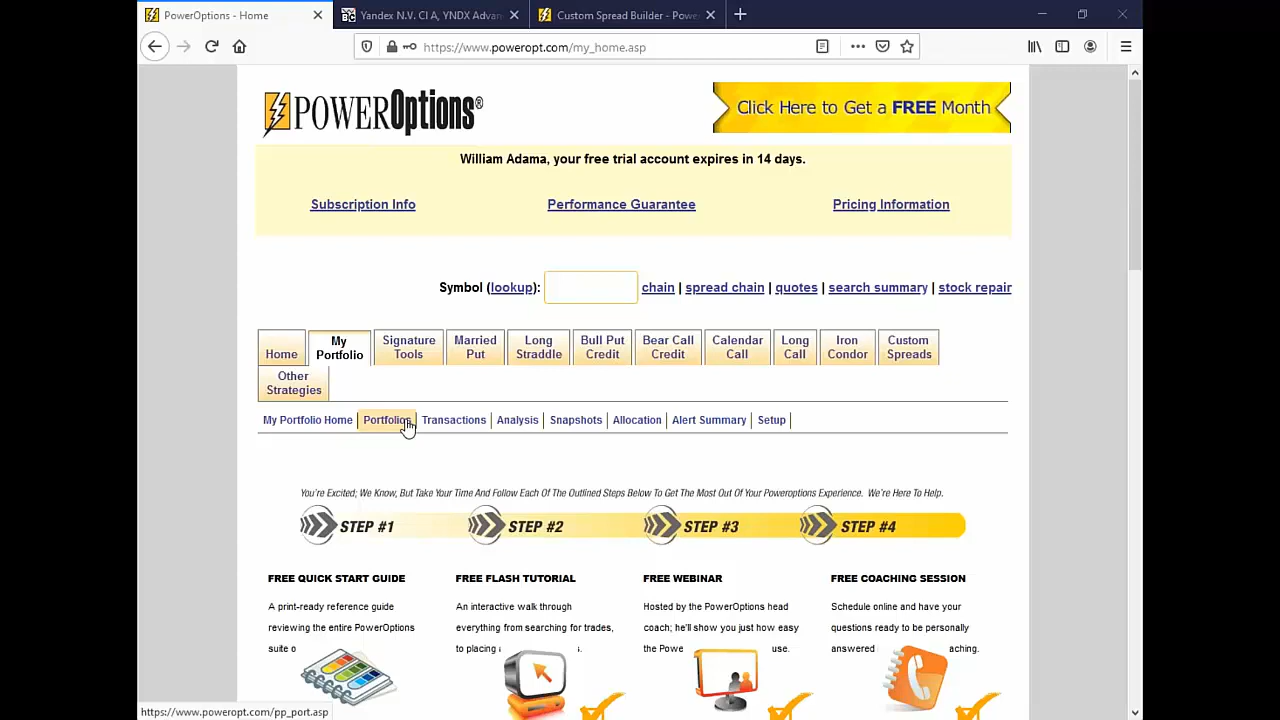 PowerOptions - Home
Yandex N.V. Cl A, YNDX Advan
Custom Spread Builder - Powe
https://www.poweropt.com/my_home.asp
POWEROptions®
Click Here to Get a FREE Month
William Adama, your free trial account expires in 14 days.
Subscription Info
Performance Guarantee
Pricing Information
Symbol (lookup): chain | spread chain | quotes | search summary | stock repair
Home
My Portfolio
Signature Tools
Married Put
Long Straddle
Bull Put Credit
Bear Call Credit
Calendar Call
Long Call
Iron Condor
Custom Spreads
Other Strategies
My Portfolio Home | Portfolios | Transactions | Analysis | Snapshots | Allocation | Alert Summary | Setup |
You're Excited; We Know, But Take Your Time And Follow Each Of The Outlined Steps Below To Get The Most Out Of Your Poweroptions Experience. We're Here To Help.
STEP #1
STEP #2
STEP #3
STEP #4
FREE QUICK START GUIDE
A print-ready reference guide
reviewing the entire PowerOptions
suite o
FREE FLASH TUTORIAL
An interactive walk through
everything from searching for trades,
to placing s.
FREE WEBINAR
Hosted by the PowerOptions head
coach; he'll show you just how easy
the Powe use.
FREE COACHING SESSION
Schedule online and have your
questions ready to be personally
answered aching.
https://www.poweropt.com/pp_port.asp